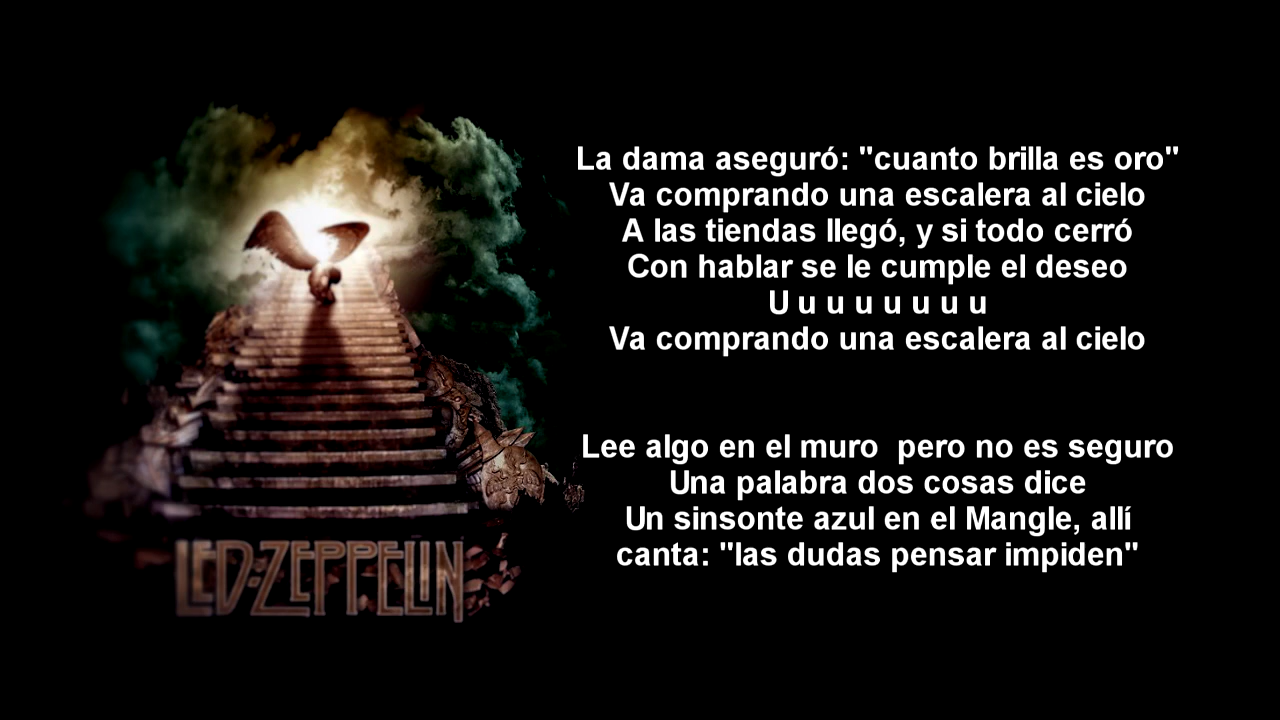 La dama aseguró: "cuanto brilla es oro"
Va comprando una escalera al cielo
A las tiendas llegó, y si todo cerró
Con hablar se le cumple el deseo
U u u u u u u u
Va comprando una escalera al cielo
Lee algo en el muro  pero no es seguro
Una palabra dos cosas dice
Un sinsonte azul en el Mangle, allí
canta: "las dudas pensar impiden"
LED-ZEPPELIN